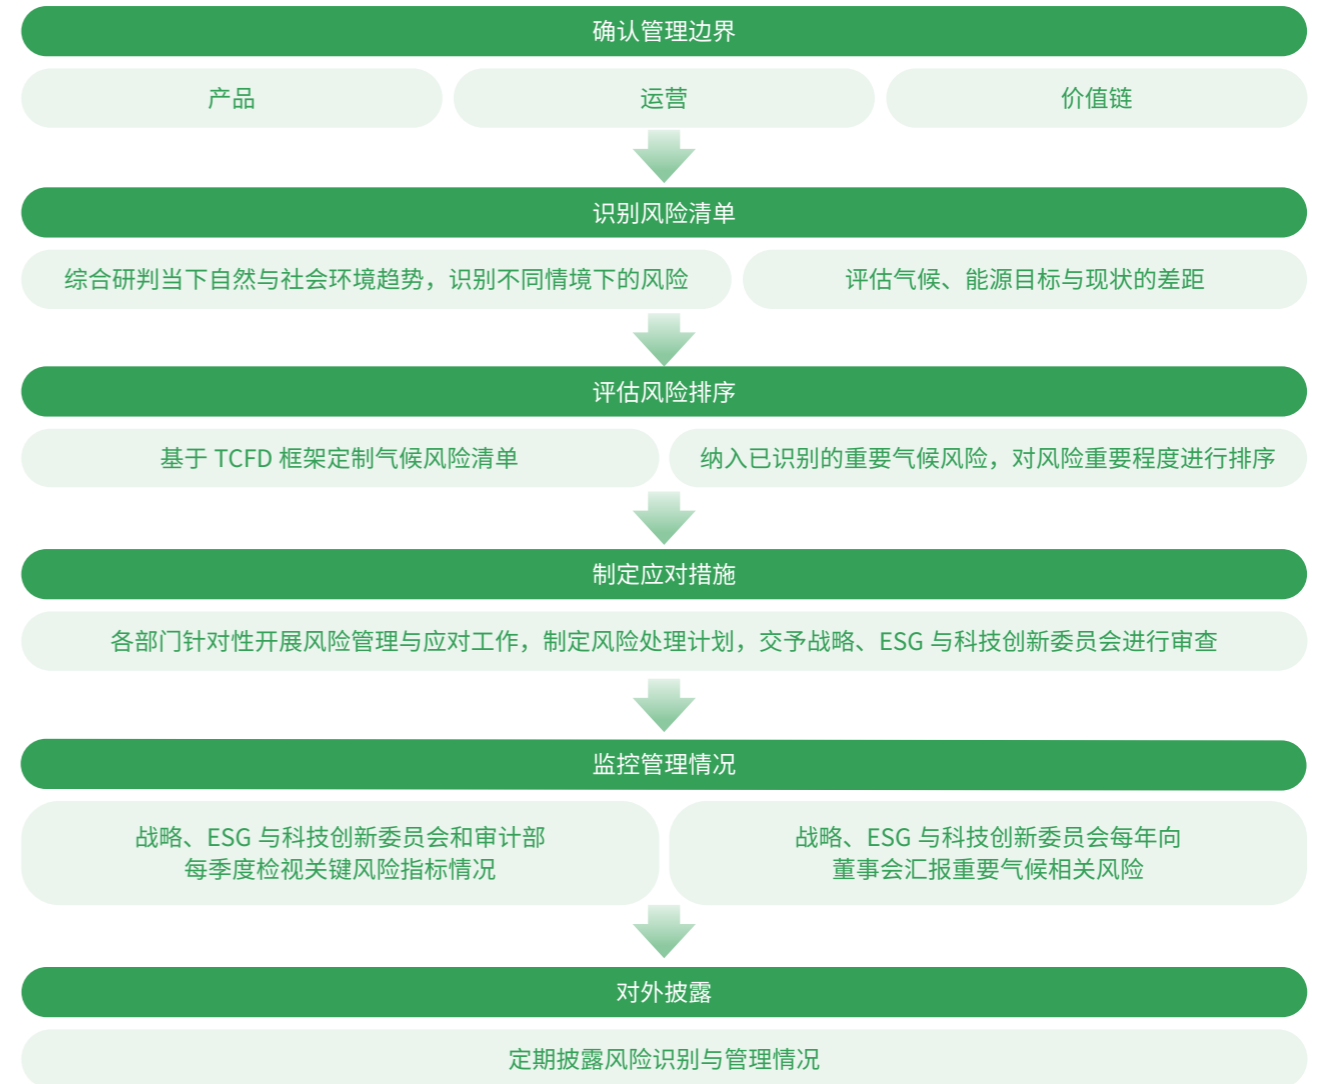 确认管理边界
产品
运营
价值链
识别风险清单
综合研判当下自然与社会环境趋势，识别不同情境下的风险
评估气候、能源目标与现状的差距
评估风险排序
基于 TCFD 框架定制气候风险清单
纳入已识别的重要气候风险，对风险重要程度进行排序
制定应对措施
各部门针对性开展风险管理与应对工作，制定风险处理计划，交予战略、ESG 与科技创新委员会进行审查
监控管理情况
战略、ESG 与科技创新委员会和审计部
每季度检视关键风险指标情况
战略、ESG 与科技创新委员会每年向
董事会汇报重要气候相关风险
对外披露
定期披露风险识别与管理情况